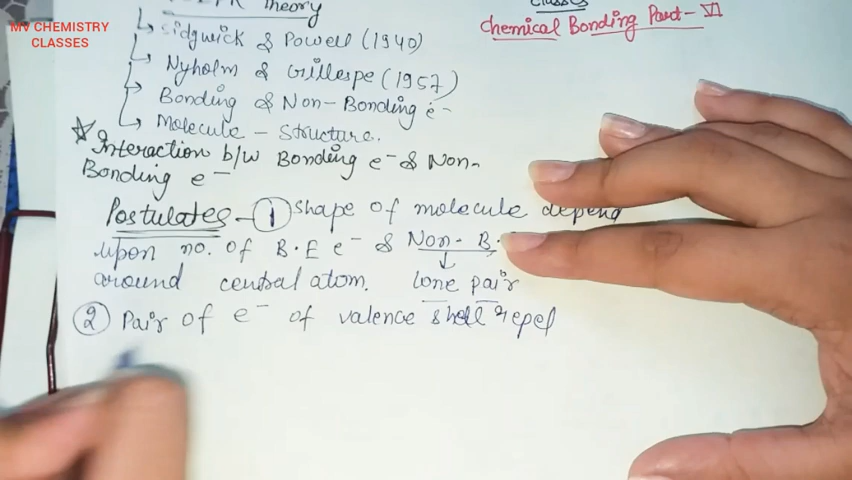 MV CHEMISTRY
CLASSES
Theory
Classes
Chemical Bonding Part - VI
Sidgwick & Powell (1940)
Nyholm & Gillespe (1957)
Bonding & Non-Bonding e-
Molecule - Structure.
Interaction b/w Bonding e- & Non-
Bonding e-
Postulates - 1 Shape of molecule depend
upon no. of B.E e- & Non-B.
around central atom. lone pair
2 Pair of e- of valence shell repel